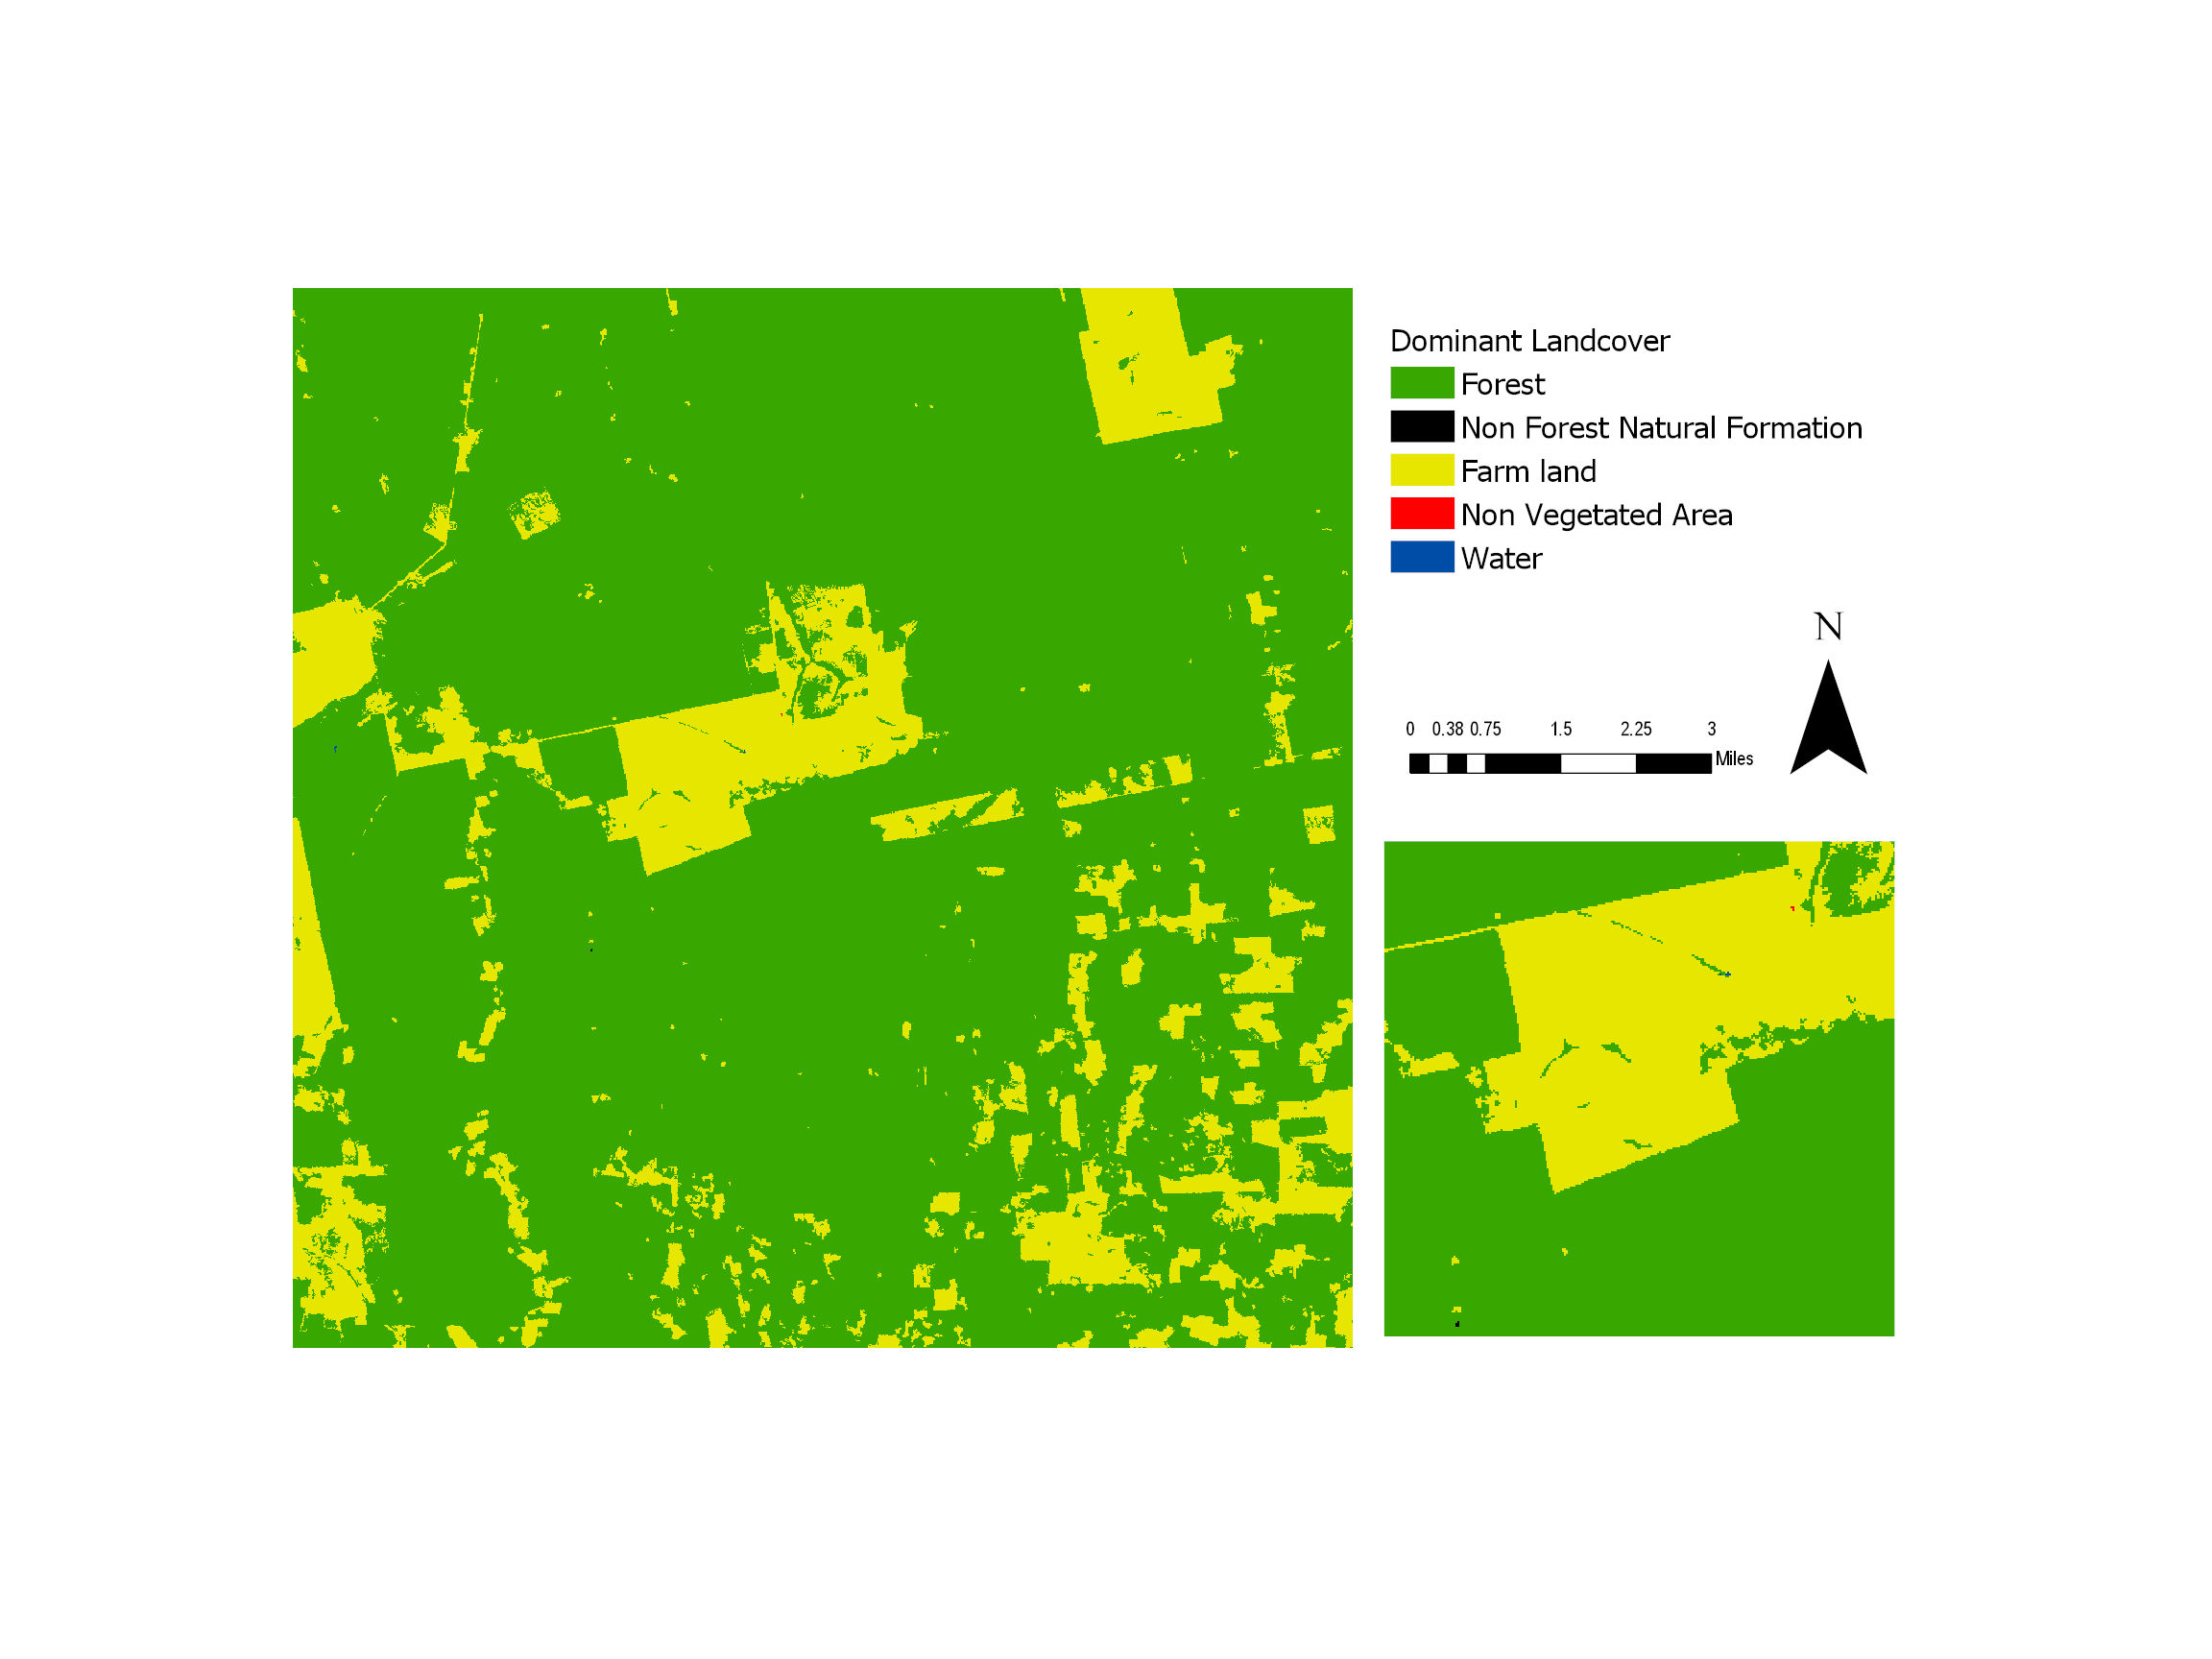 Dominant Landcover
Forest
Non Forest Natural Formation
Farm land
Non Vegetated Area
Water
N
0 0.38 0.75 1.5 2.25 3
Miles